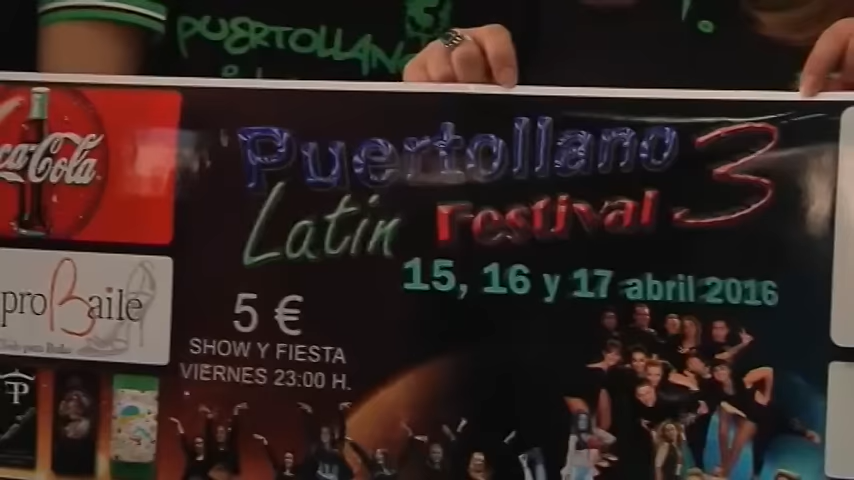 PUERTOLLANO
Coca-Cola
Puertollano 3
Latin Festival
15, 16 y 17 abril 2016
proBaile
5 €
SHOW Y FIESTA
VIERNES 23:00 H.